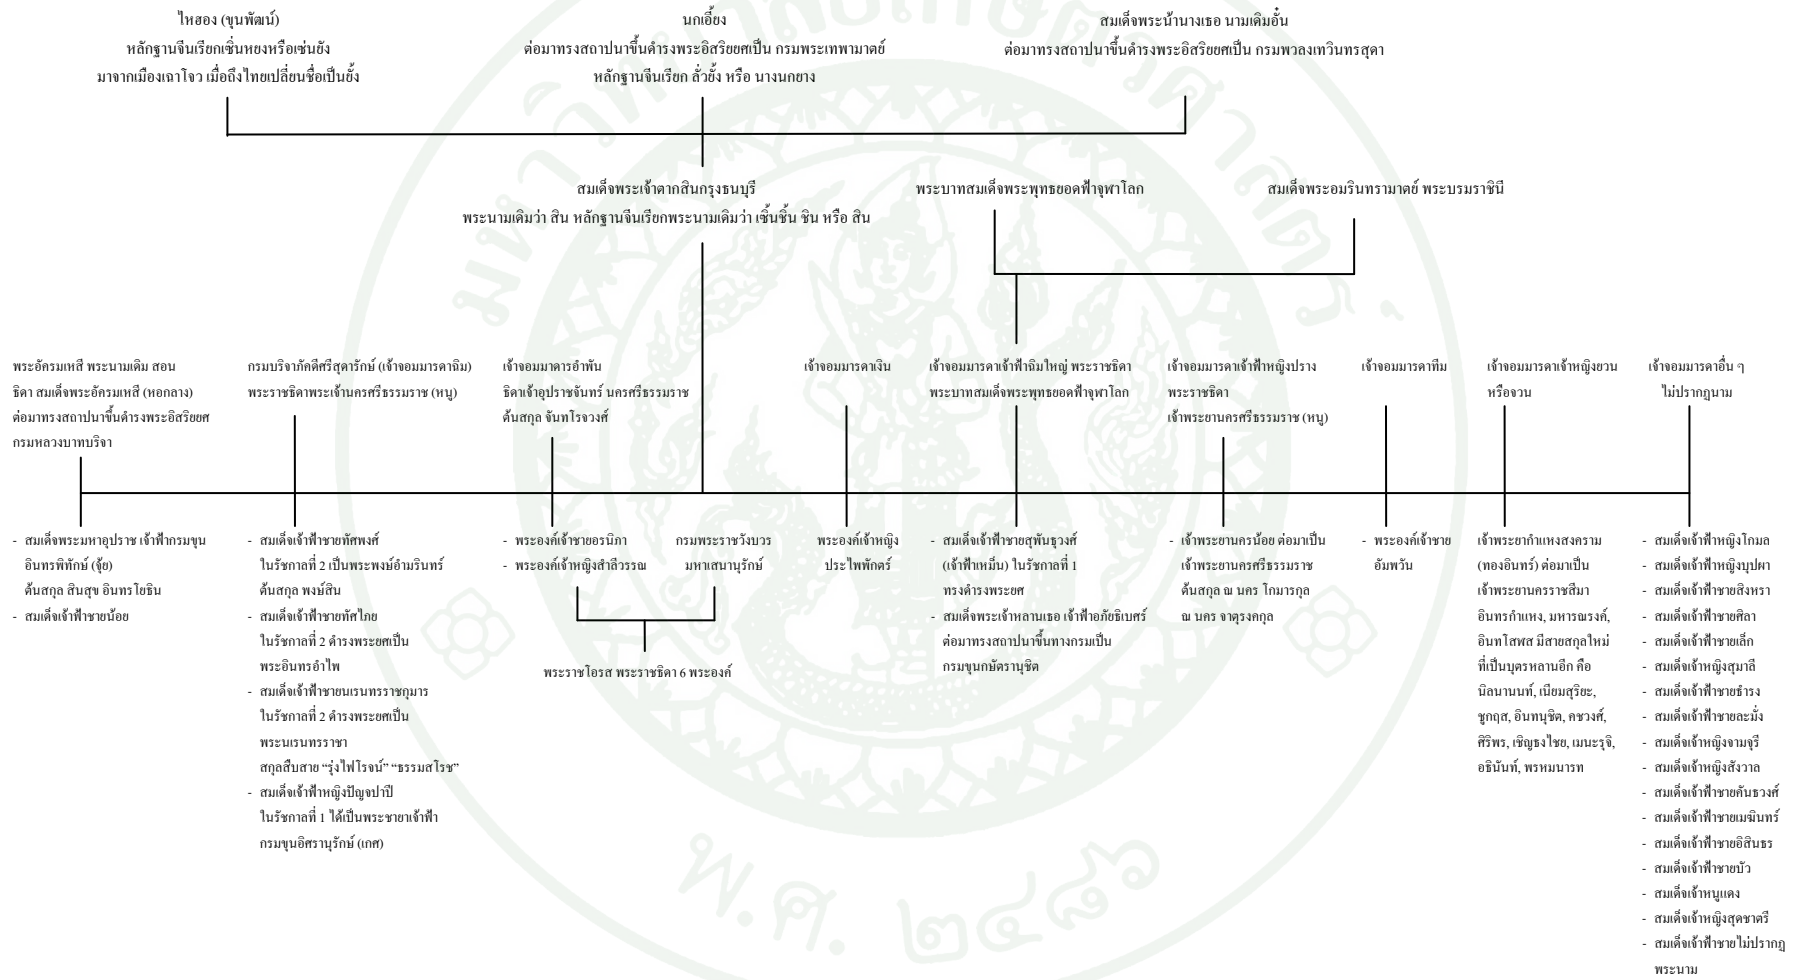 ไหฮอง (ขุนพัฒน์)
หลักฐานจีนเรียกเซิ่นหยงหรือเซ่นยัง
มาจากเมืองเฉาโจว เมื่อถึงไทยเปลี่ยนชื่อเป็นยั้ง
นกเอี้ยง
ต่อมาทรงสถาปนาขึ้นดำรงพระอิสริยยศเป็น กรมพระเทพามาตย์
หลักฐานจีนเรียก ลั่วยั้ง หรือ นางนกยาง
สมเด็จพระน้านางเธอ นามเดิมอั๋น
ต่อมาทรงสถาปนาขึ้นดำรงพระอิสริยยศเป็น กรมพวลงเทวินทรสุดา
สมเด็จพระเจ้าตากสินกรุงธนบุรี
พระนามเดิมว่า สิน หลักฐานจีนเรียกพระนามเดิมว่า เซิ้นชิ้น ชิน หรือ สิน
พระบาทสมเด็จพระพุทธยอดฟ้าจุฬาโลก
สมเด็จพระอมรินทรามาตย์ พระบรมราชินี
พระอัครมเหสี พระนามเดิม สอน
ธิดา สมเด็จพระอัครมเหสี (หอกลาง)
ต่อมาทรงสถาปนาขึ้นดำรงพระอิสริยยศ
กรมหลวงบาทบริจา
กรมบริจาภักดีศรีสุดารักษ์ (เจ้าจอมมารดาฉิม)
พระราชธิดาพระเจ้านครศรีธรรมราช (หนู)
เจ้าจอมมาดารอำพัน
ธิดาเจ้าอุปราชจันทร์ นครศรีธรรมราช
ต้นสกุล จันทโรจวงศ์
เจ้าจอมมารดาเงิน
เจ้าจอมมารดาเจ้าฟ้าฉิมใหญ่ พระราชธิดา
พระบาทสมเด็จพระพุทธยอดฟ้าจุฬาโลก
เจ้าจอมมารดาเจ้าฟ้าหญิงปราง
พระราชธิดา
เจ้าพระยานครศรีธรรมราช (หนู)
เจ้าจอมมารดาทิม
เจ้าจอมมารดาเจ้าหญิงยวน
หรือจวน
เจ้าจอมมารดาอื่น ๆ
ไม่ปรากฏนาม
- สมเด็จพระมหาอุปราช เจ้าฟ้ากรมขุน
อินทรพิทักษ์ (จุ้ย)
ต้นสกุล สินสุข อินทรโยธิน
- สมเด็จเจ้าฟ้าชายน้อย
- สมเด็จเจ้าฟ้าชายทัศพงศ์
ในรัชกาลที่ 2 เป็นพระพงษ์อำมรินทร์
ต้นสกุล พงษ์สิน
- สมเด็จเจ้าฟ้าชายทัศไภย
ในรัชกาลที่ 2 ดำรงพระยศเป็น
พระอินทรอำไพ
- สมเด็จเจ้าฟ้าชายนเรนทรราชกุมาร
ในรัชกาลที่ 2 ดำรงพระยศเป็น
พระนเรนทรราชา
สกุลสืบสาย “รุ่งไพโรจน์” “ธรรมสโรช”
- สมเด็จเจ้าฟ้าหญิงปัญจปาปี
ในรัชกาลที่ 1 ได้เป็นพระชายาเจ้าฟ้า
กรมขุนอิศรานุรักษ์ (เกศ)
- พระองค์เจ้าชายอรนิภา
- พระองค์เจ้าหญิงสำลีวรรณ
กรมพระราชวังบวร
มหาเสนานุรักษ์
พระราชโอรส พระราชธิดา 6 พระองค์
พระองค์เจ้าหญิง
ประไพพักตร์
- สมเด็จเจ้าฟ้าชายสุพันธุวงศ์
(เจ้าฟ้าเหม็น) ในรัชกาลที่ 1
ทรงดำรงพระยศ
- สมเด็จพระเจ้าหลานเธอ เจ้าฟ้าอภัยธิเบศร์
ต่อมาทรงสถาปนาขึ้นทางกรมเป็น
กรมขุนกษัตรานุชิต
- เจ้าพระยานครน้อย ต่อมาเป็น
เจ้าพระยานครศรีธรรมราช
ต้นสกุล ณ นคร โกมารกุล
ณ นคร จาตุรงคกุล
- พระองค์เจ้าชาย
อัมพวัน
เจ้าพระยากำแหงสงคราม
(ทองอินทร์) ต่อมาเป็น
เจ้าพระยานครราชสีมา
อินทรกำแหง, มหารณรงค์,
อินทโสฬส มีสายสกุลใหม่
ที่เป็นบุตรหลานอีก คือ
นิลนานนท์, เนียมสุริยะ,
ชูกฤส, อินทนุชิต, คชวงศ์,
ศิริพร, เชิญธงไชย, เมนะรุจิ,
อธินันท์, พรหมนารท
- สมเด็จเจ้าฟ้าหญิงโกมล
- สมเด็จเจ้าฟ้าหญิงบุปผา
- สมเด็จเจ้าฟ้าชายสิงหรา
- สมเด็จเจ้าฟ้าชายศิลา
- สมเด็จเจ้าฟ้าชายเล็ก
- สมเด็จเจ้าหญิงสุมาลี
- สมเด็จเจ้าฟ้าชายธำรง
- สมเด็จเจ้าฟ้าชายละมั่ง
- สมเด็จเจ้าหญิงจามจุรี
- สมเด็จเจ้าหญิงสังวาล
- สมเด็จเจ้าฟ้าชายคันธวงศ์
- สมเด็จเจ้าฟ้าชายเมฆินทร์
- สมเด็จเจ้าฟ้าชายอิสินธร
- สมเด็จเจ้าฟ้าชายบัว
- สมเด็จเจ้าหนูแดง
- สมเด็จเจ้าหญิงสุดชาตรี
- สมเด็จเจ้าฟ้าชายไม่ปรากฏ
พระนาม
มหาวิทยาลัยเกษตรศาสตร์
พ.ศ. ๒๔๘๖